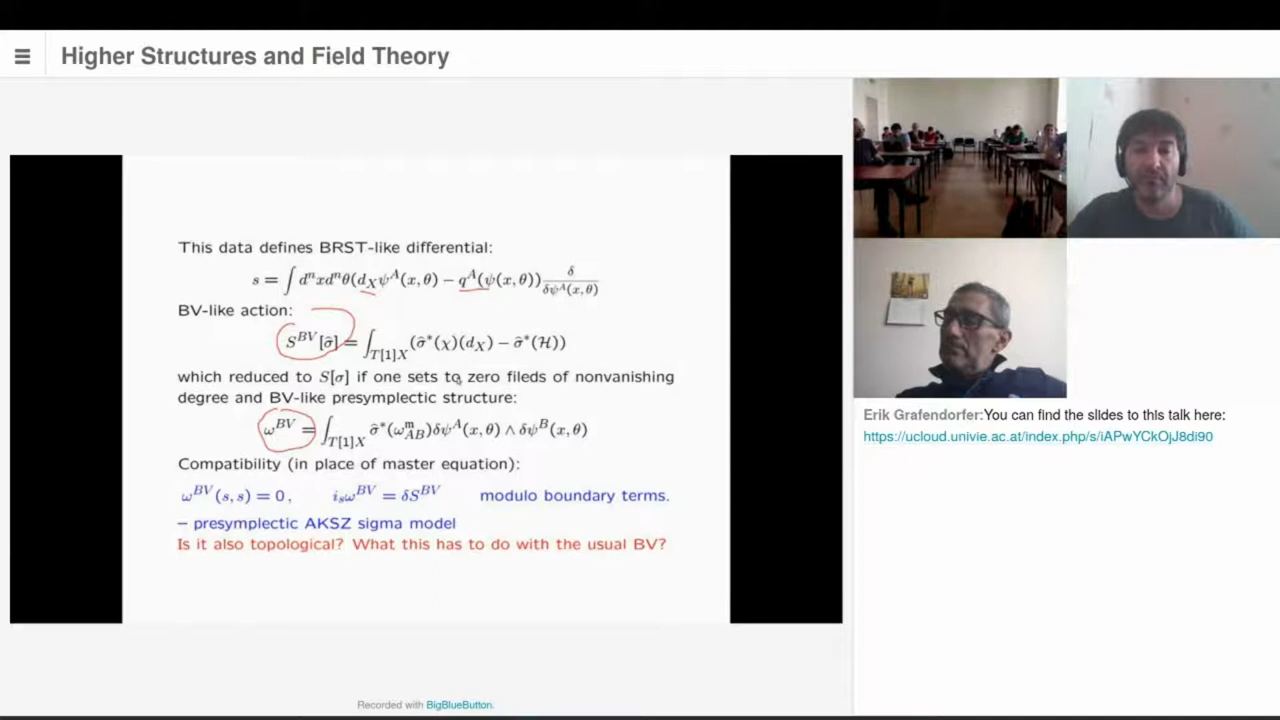 Higher Structures and Field Theory
This data defines BRST-like differential:
s = ∫ dⁿxdⁿθ(d_Xψ^A(x, θ) − q^A(ψ(x, θ))) δ/δψ^A(x,θ)
BV-like action:
S^{BV}[σ̂] = ∫_{T[1]X} (σ̂*(χ)(d_X) − σ̂*(ℋ))
which reduced to S[σ] if one sets to zero fileds of nonvanishing
degree and BV-like presymplectic structure:
ω^{BV} = ∫_{T[1]X} σ̂*(ω^m_{AB})δψ^A(x, θ) ∧ δψ^B(x, θ)
Compatibility (in place of master equation):
ω^{BV}(s, s) = 0, i_sω^{BV} = δS^{BV} modulo boundary terms.
– presymplectic AKSZ sigma model
Is it also topological? What this has to do with the usual BV?
Erik Grafendorfer:You can find the slides to this talk here:
https://ucloud.univie.ac.at/index.php/s/iAPwYCkOjJ8di90
Recorded with BigBlueButton.